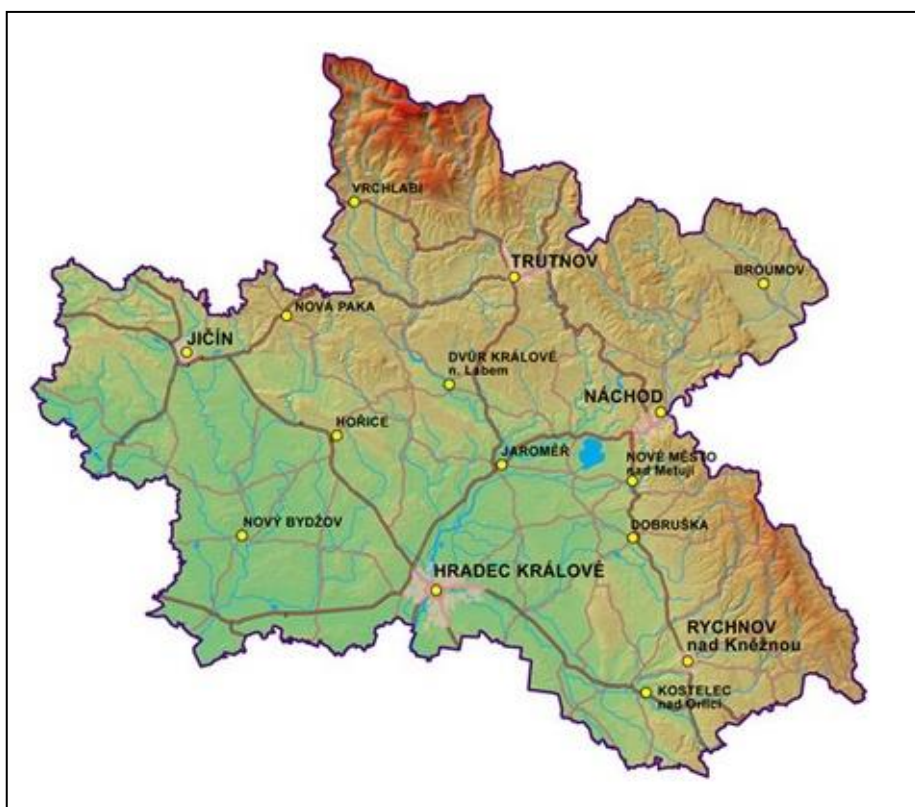 VRCHLABÍ
TRUTNOV
BROUMOV
NOVÁ PAKA
JIČÍN
DVŮR KRÁLOVÉ
n. Labem
NÁCHOD
HOŘICE
JAROMĚŘ
NOVÉ MĚSTO
nad Metují
NOVÝ BYDŽOV
DOBRUŠKA
HRADEC KRÁLOVÉ
RYCHNOV
nad Kněžnou
KOSTELEC
nad Orlicí